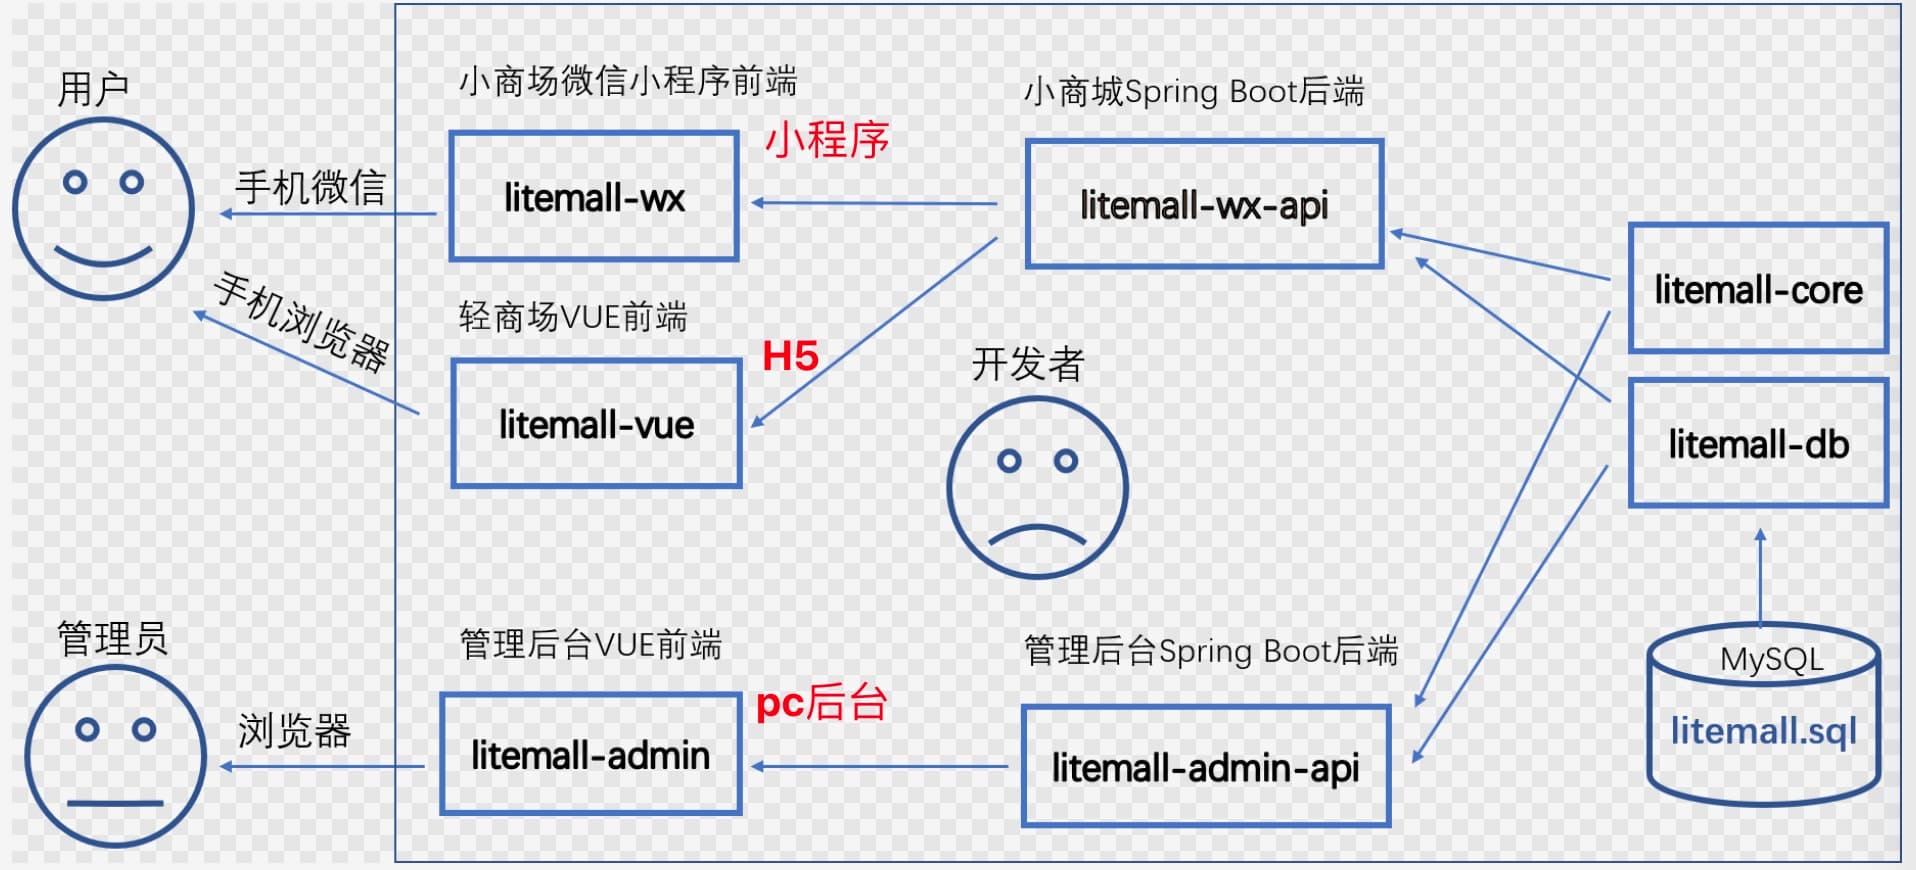 用户
手机微信
手机浏览器
小商场微信小程序前端
小程序
litemall-wx
轻商场VUE前端
H5
litemall-vue
小商城Spring Boot后端
litemall-wx-api
开发者
litemall-core
litemall-db
MySQL
litemall.sql
管理员
浏览器
管理后台VUE前端
pc后台
litemall-admin
管理后台Spring Boot后端
litemall-admin-api